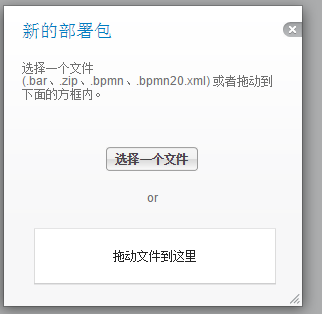 新的部署包
选择一个文件
(.bar、.zip、.bpmn、.bpmn20.xml) 或者拖动到
下面的方框内。
选择一个文件
or
拖动文件到这里